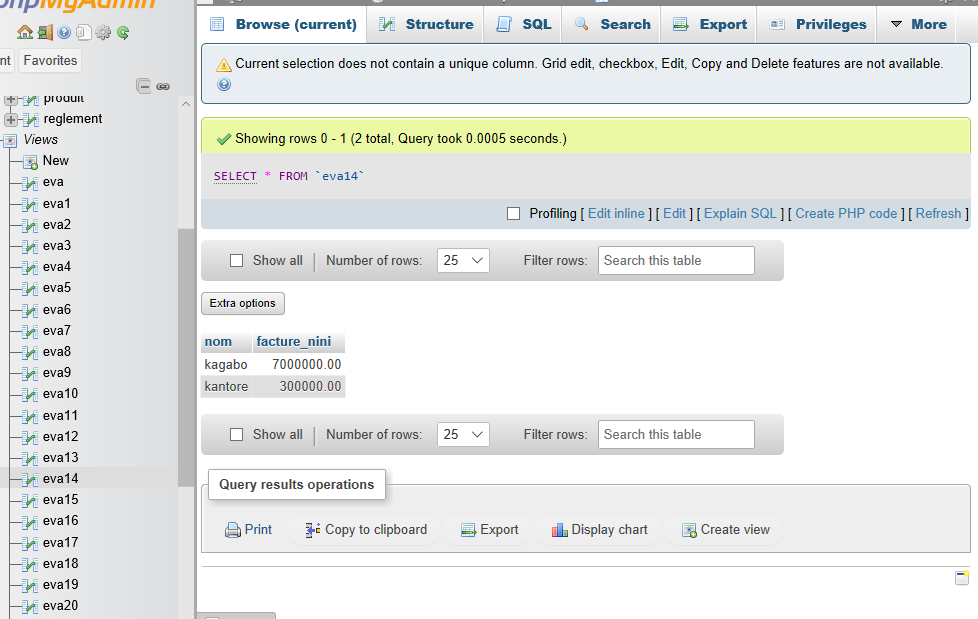 phpMyAdmin
nt Favorites
produit
reglement
Views
New
eva
eva1
eva2
eva3
eva4
eva5
eva6
eva7
eva8
eva9
eva10
eva11
eva12
eva13
eva14
eva15
eva16
eva17
eva18
eva19
eva20
Browse (current) Structure SQL Search Export Privileges More
Current selection does not contain a unique column. Grid edit, checkbox, Edit, Copy and Delete features are not available.
Showing rows 0 - 1 (2 total, Query took 0.0005 seconds.)
SELECT * FROM `eva14`
Profiling [ Edit inline ] [ Edit ] [ Explain SQL ] [ Create PHP code ] [ Refresh ]
Show all Number of rows: 25 Filter rows: Search this table
Extra options
nom facture_nini
kagabo 7000000.00
kantore 300000.00
Show all Number of rows: 25 Filter rows: Search this table
Query results operations
Print Copy to clipboard Export Display chart Create view